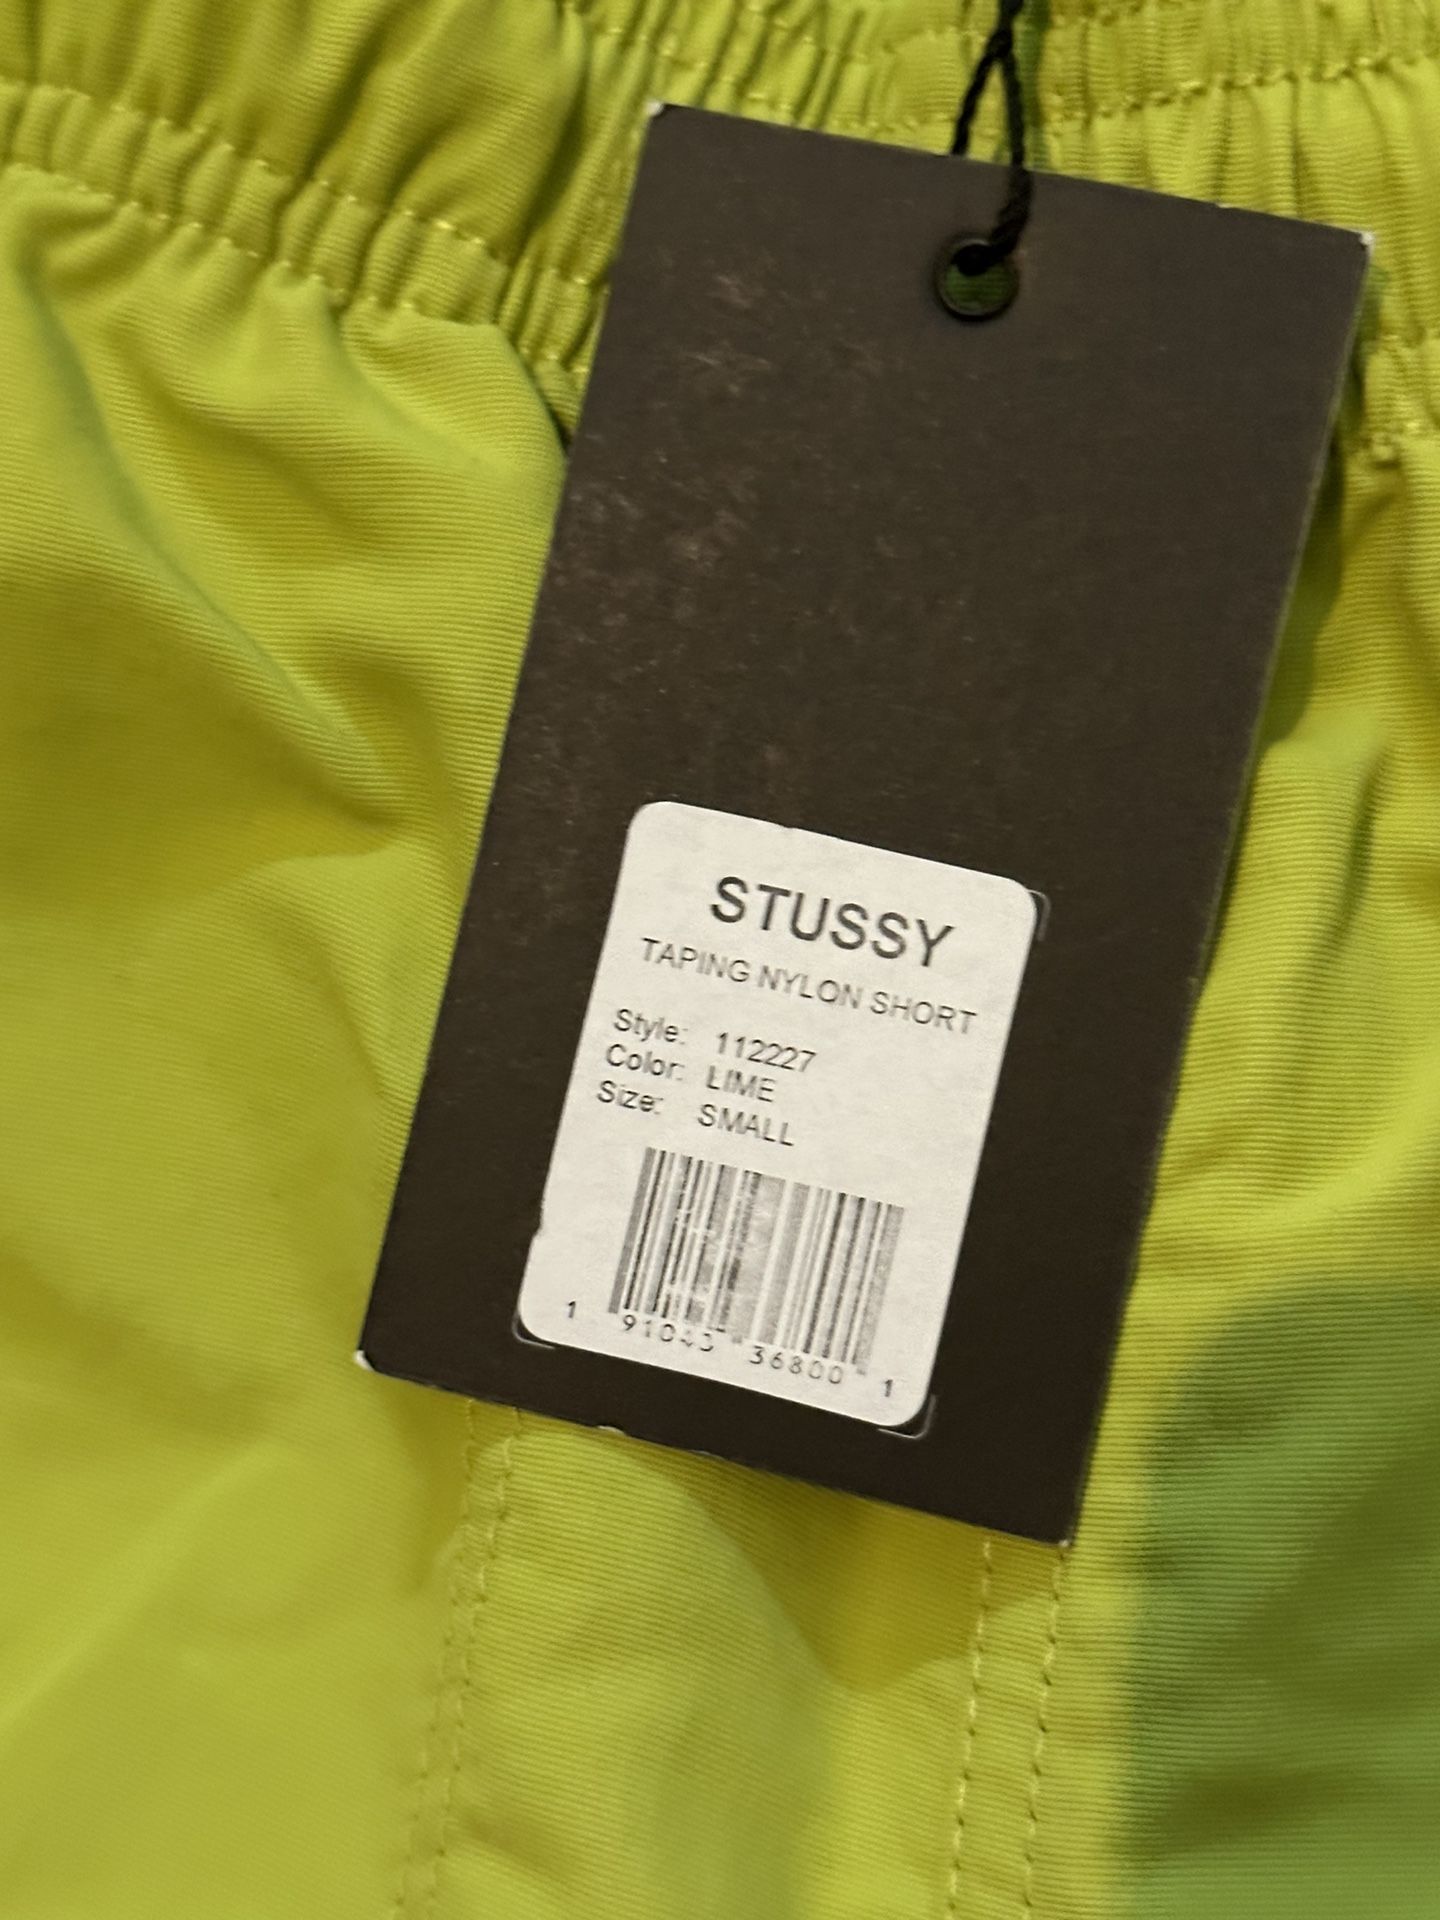 STUSSY
TAPING NYLON SHORT
Style: 112227
Color: LIME
Size: SMALL
1 91043 36800 1